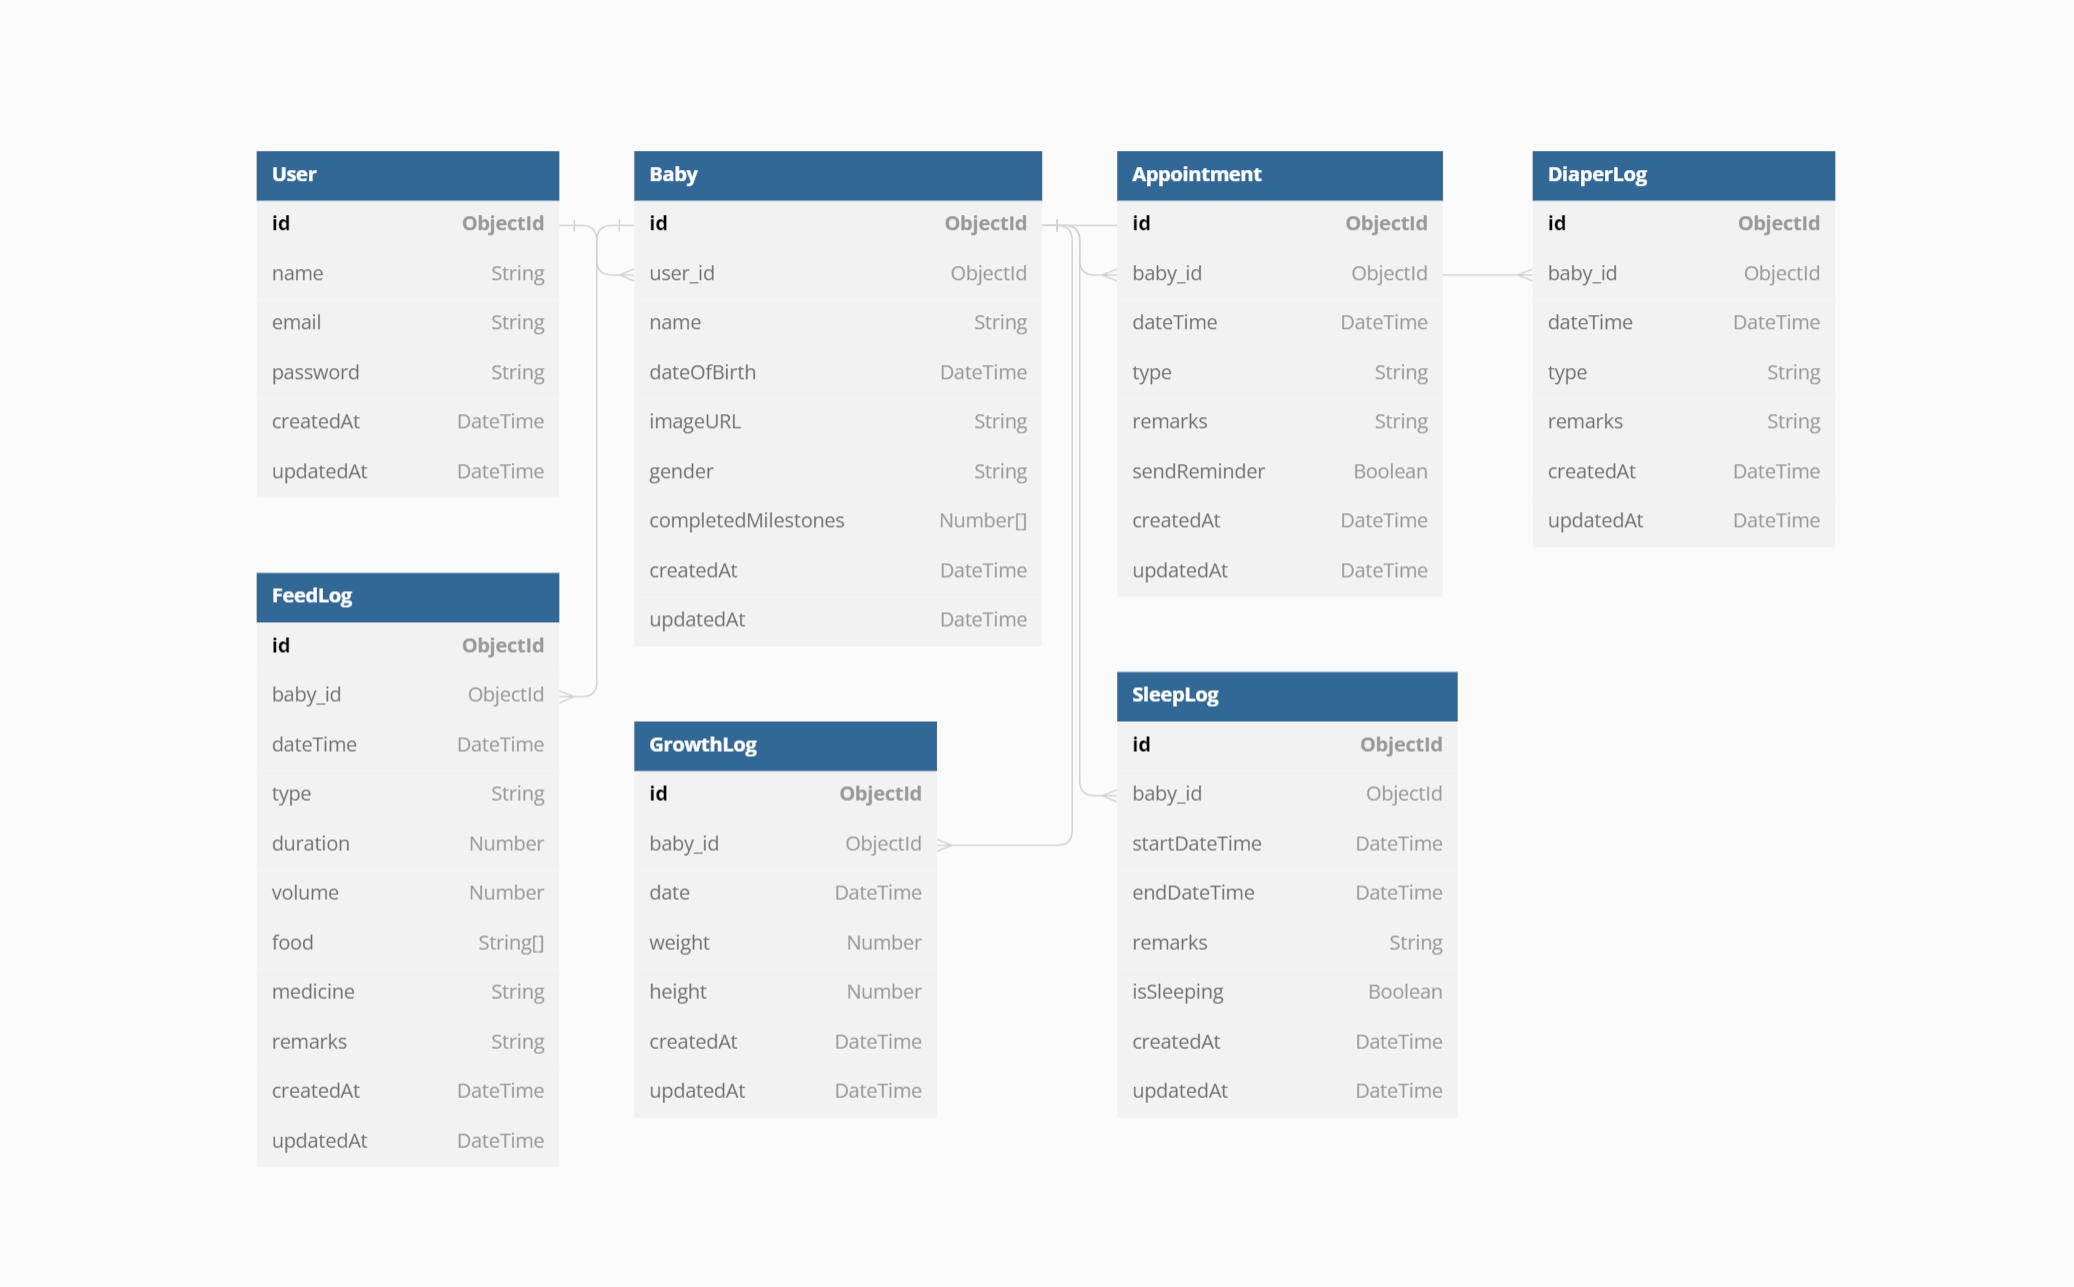 User
id ObjectId
name String
email String
password String
createdAt DateTime
updatedAt DateTime
Baby
id ObjectId
user_id ObjectId
name String
dateOfBirth DateTime
imageURL String
gender String
completedMilestones Number[]
createdAt DateTime
updatedAt DateTime
Appointment
id ObjectId
baby_id ObjectId
dateTime DateTime
type String
remarks String
sendReminder Boolean
createdAt DateTime
updatedAt DateTime
DiaperLog
id ObjectId
baby_id ObjectId
dateTime DateTime
type String
remarks String
createdAt DateTime
updatedAt DateTime
FeedLog
id ObjectId
baby_id ObjectId
dateTime DateTime
type String
duration Number
volume Number
food String[]
medicine String
remarks String
createdAt DateTime
updatedAt DateTime
GrowthLog
id ObjectId
baby_id ObjectId
date DateTime
weight Number
height Number
createdAt DateTime
updatedAt DateTime
SleepLog
id ObjectId
baby_id ObjectId
startDateTime DateTime
endDateTime DateTime
remarks String
isSleeping Boolean
createdAt DateTime
updatedAt DateTime